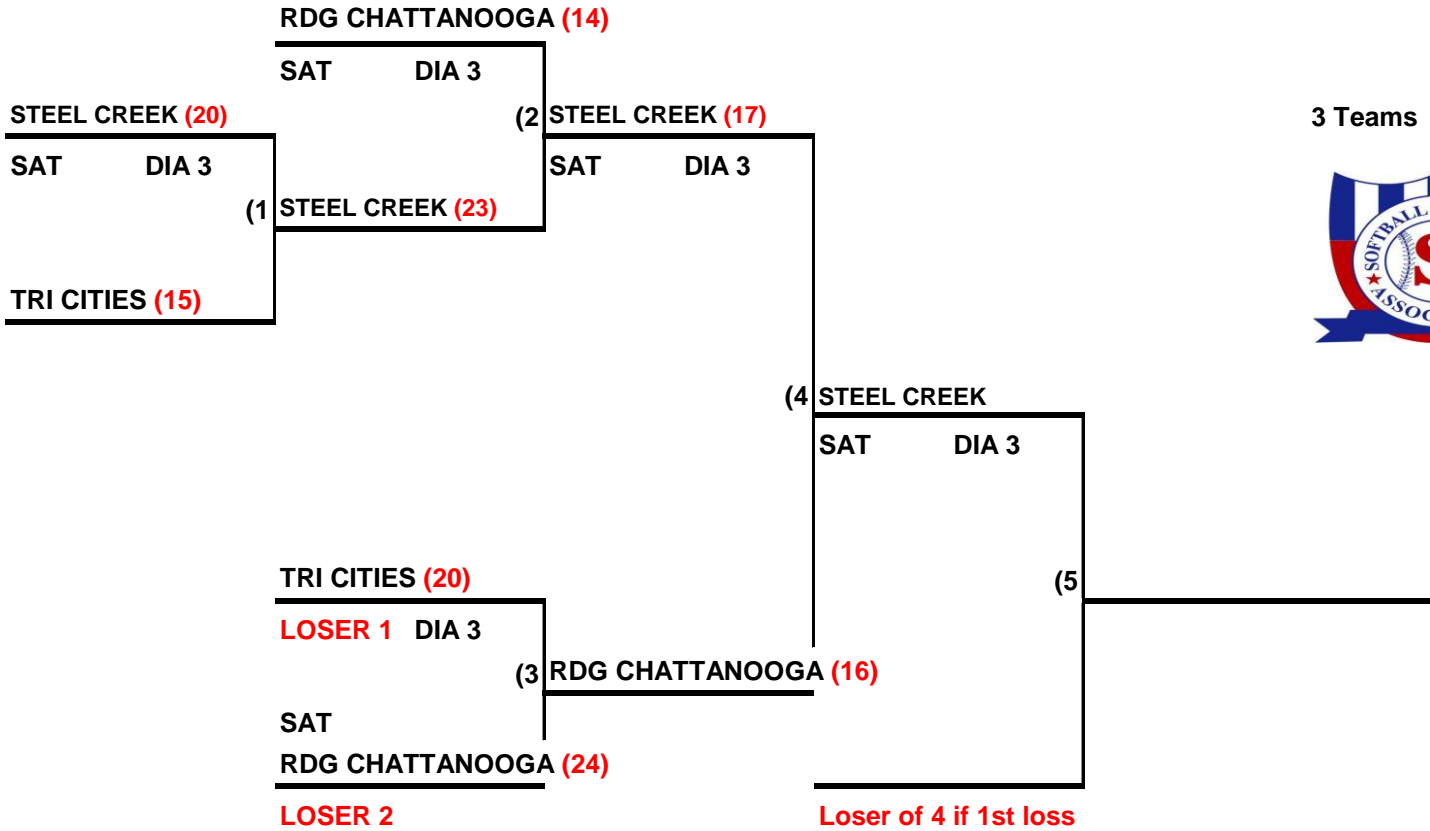 RDG CHATTANOOGA (14)
SAT DIA 3
STEEL CREEK (20)
(2 STEEL CREEK (17)
3 Teams
SAT DIA 3
SAT DIA 3
(1 STEEL CREEK (23)
SOFTBALL
TRI CITIES (15)
(4 STEEL CREEK
SAT DIA 3
TRI CITIES (20)
(5
LOSER 1 DIA 3
(3 RDG CHATTANOOGA (16)
SAT
RDG CHATTANOOGA (24)
LOSER 2
Loser of 4 if 1st loss